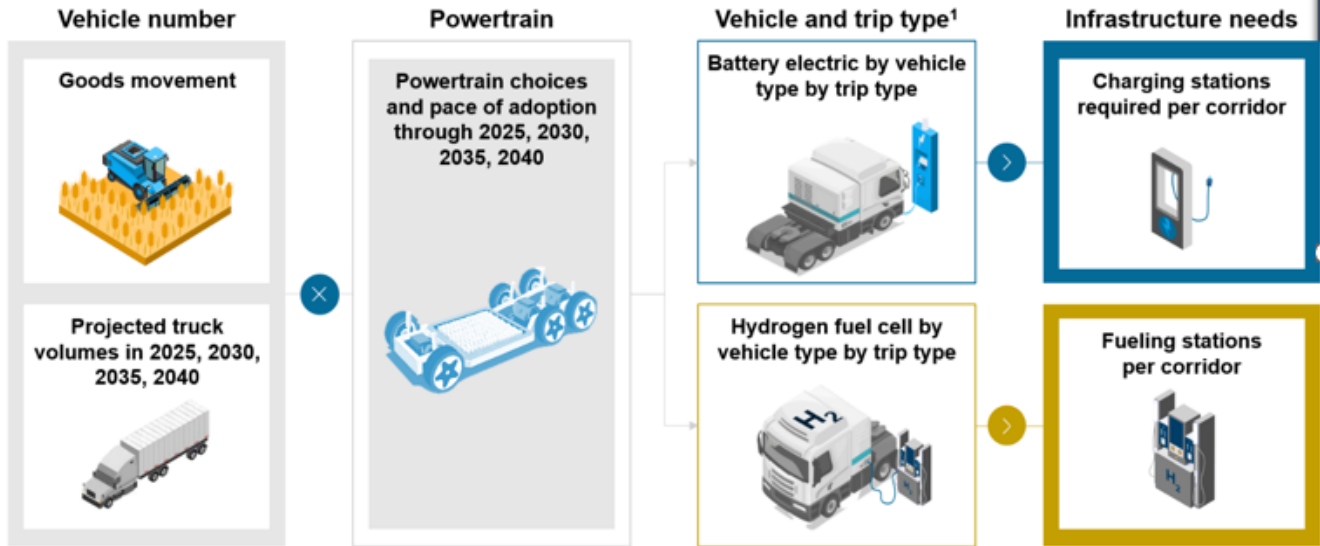 Vehicle number
Powertrain
Vehicle and trip type¹
Infrastructure needs
Goods movement
Projected truck
volumes in 2025, 2030,
2035, 2040
Powertrain choices
and pace of adoption
through 2025, 2030,
2035, 2040
Battery electric by vehicle
type by trip type
Hydrogen fuel cell by
vehicle type by trip type
H₂
H₂
Charging stations
required per corridor
Fueling stations
per corridor
H₂